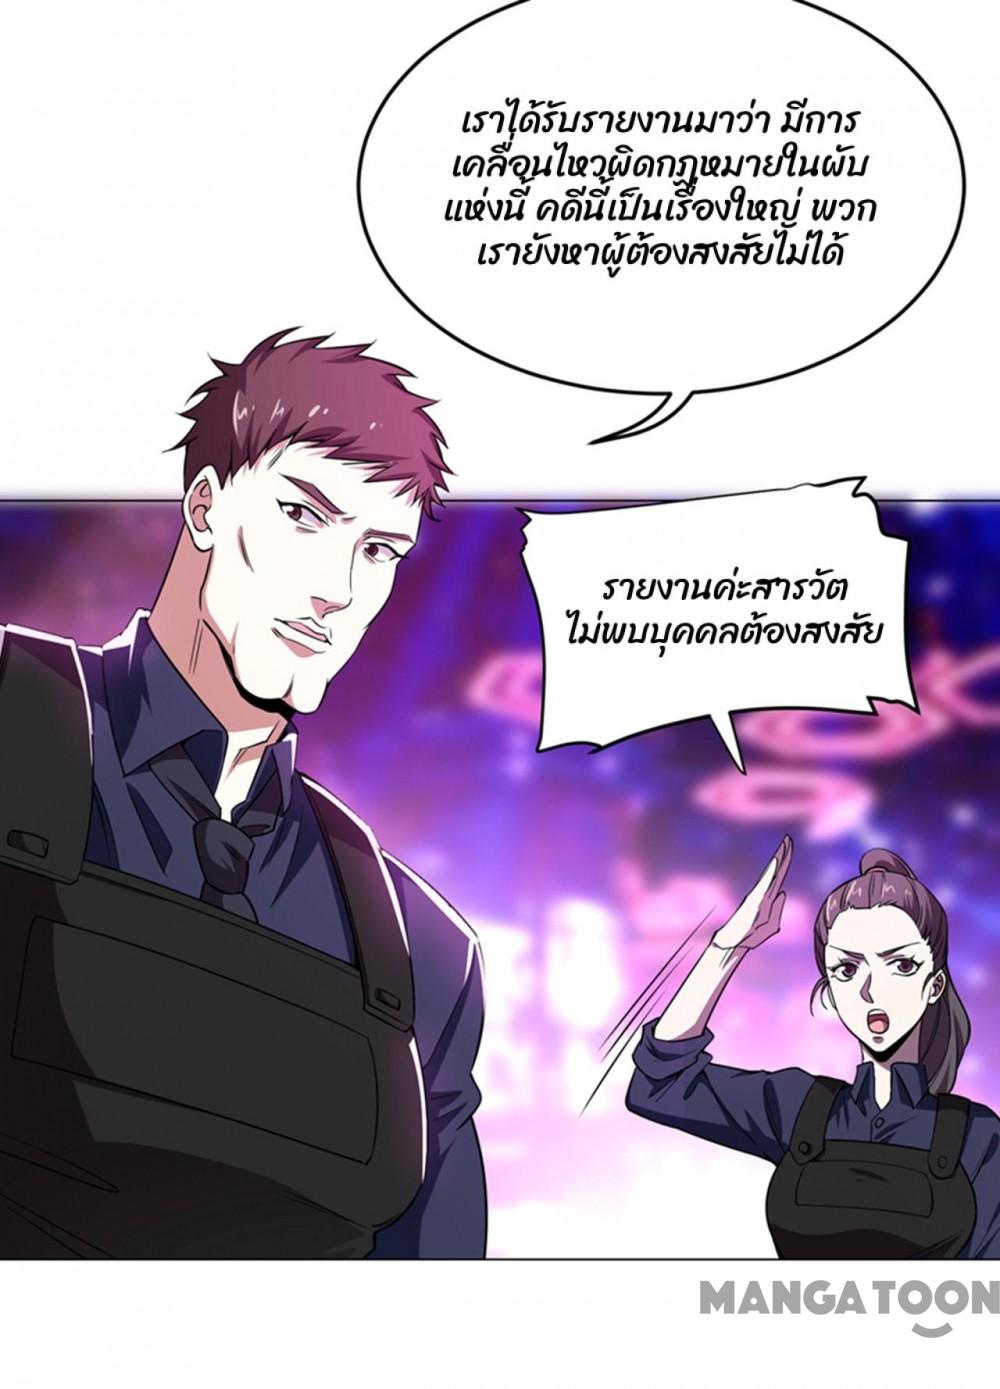 เราได้รับรายงานมาว่า มีการ
เคลื่อนไหวผิดกฎหมายในผับ
แห่งนี้ คดีนี้เป็นเรื่องใหญ่ พวก
เรายังหาผู้ต้องสงสัยไม่ได้
รายงานค่ะสารวัต
ไม่พบบุคคลต้องสงสัย
MANGATOON